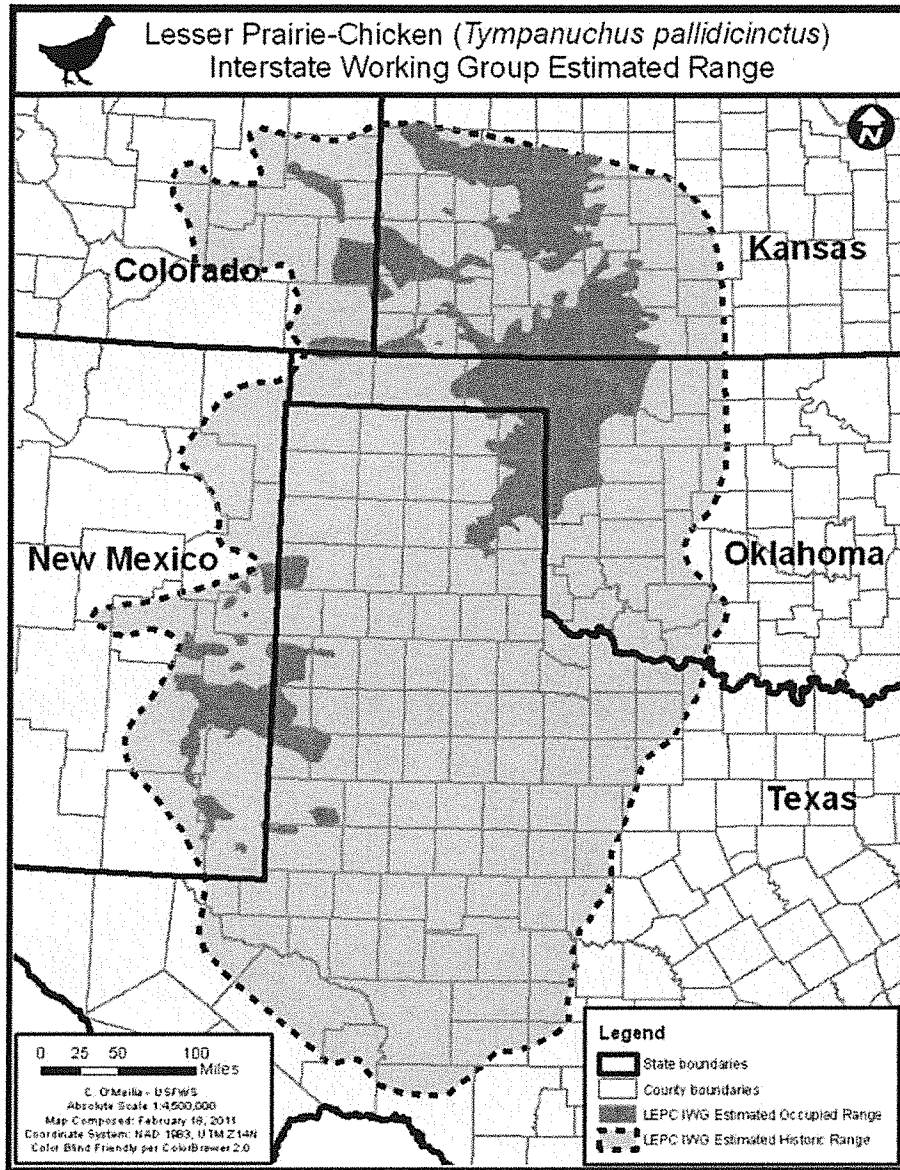 Lesser Prairie-Chicken (Tympanuchus pallidicinctus)
Interstate Working Group Estimated Range
N
Colorado
Kansas
New Mexico
Oklahoma
Texas
0 25 50 100
Miles
C. O'Meilia - USFWS
Absolute Scale 1:4,500,000
Map Composed: February 16, 2011
Coordinate System: NAD 1983, UTM Z14N
Color Blind Friendly per ColorBrewer 2.0
Legend
State boundaries
County boundaries
LEPC IWG Estimated Occupied Range
LEPC IWG Estimated Historic Range